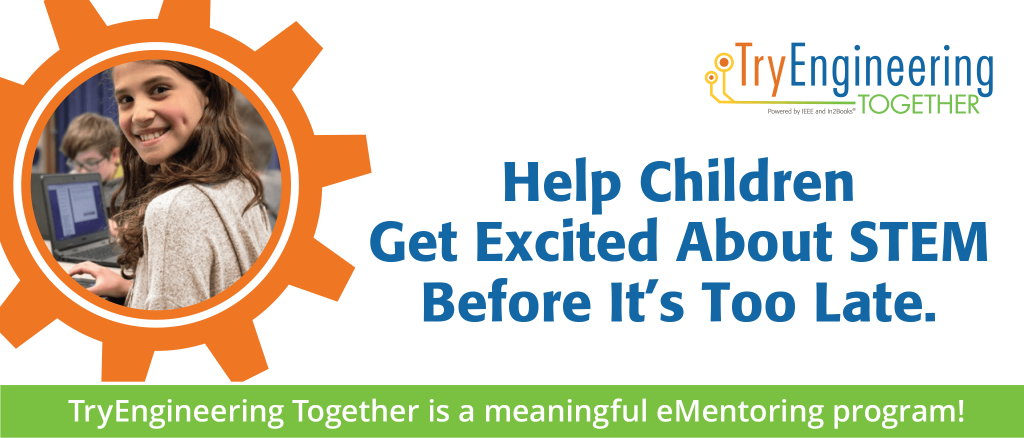 TryEngineering
TOGETHER
Powered by IEEE and In2Books®
Help Children
Get Excited About STEM
Before It’s Too Late.
TryEngineering Together is a meaningful eMentoring program!